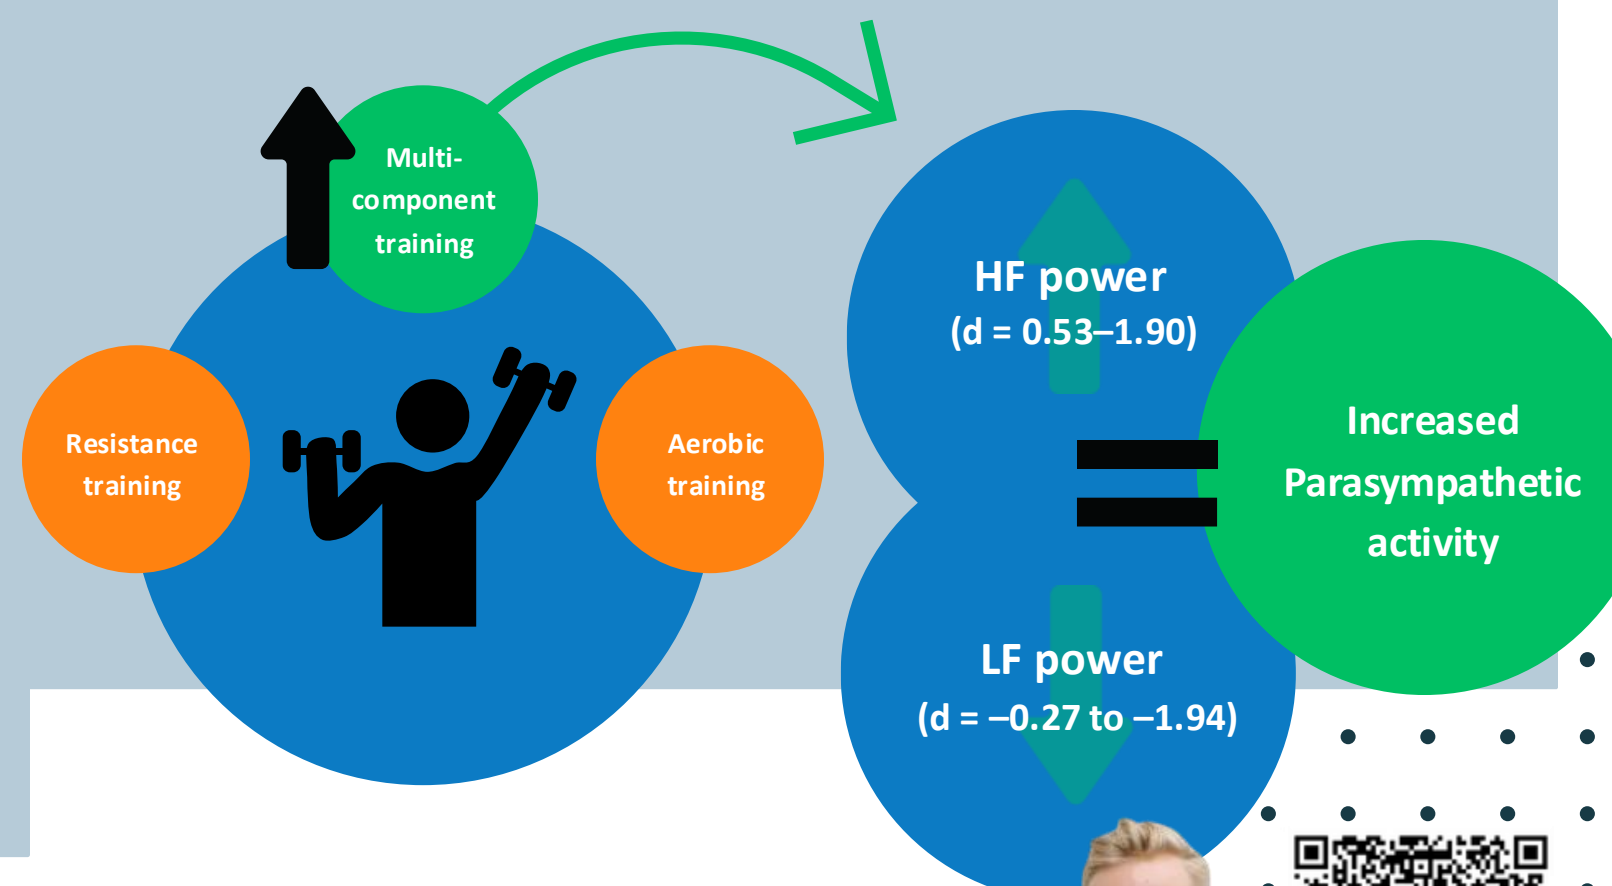 Multi-
component
training
Resistance
training
Aerobic
training
HF power
(d = 0.53–1.90)
LF power
(d = –0.27 to –1.94)
Increased
Parasympathetic
activity